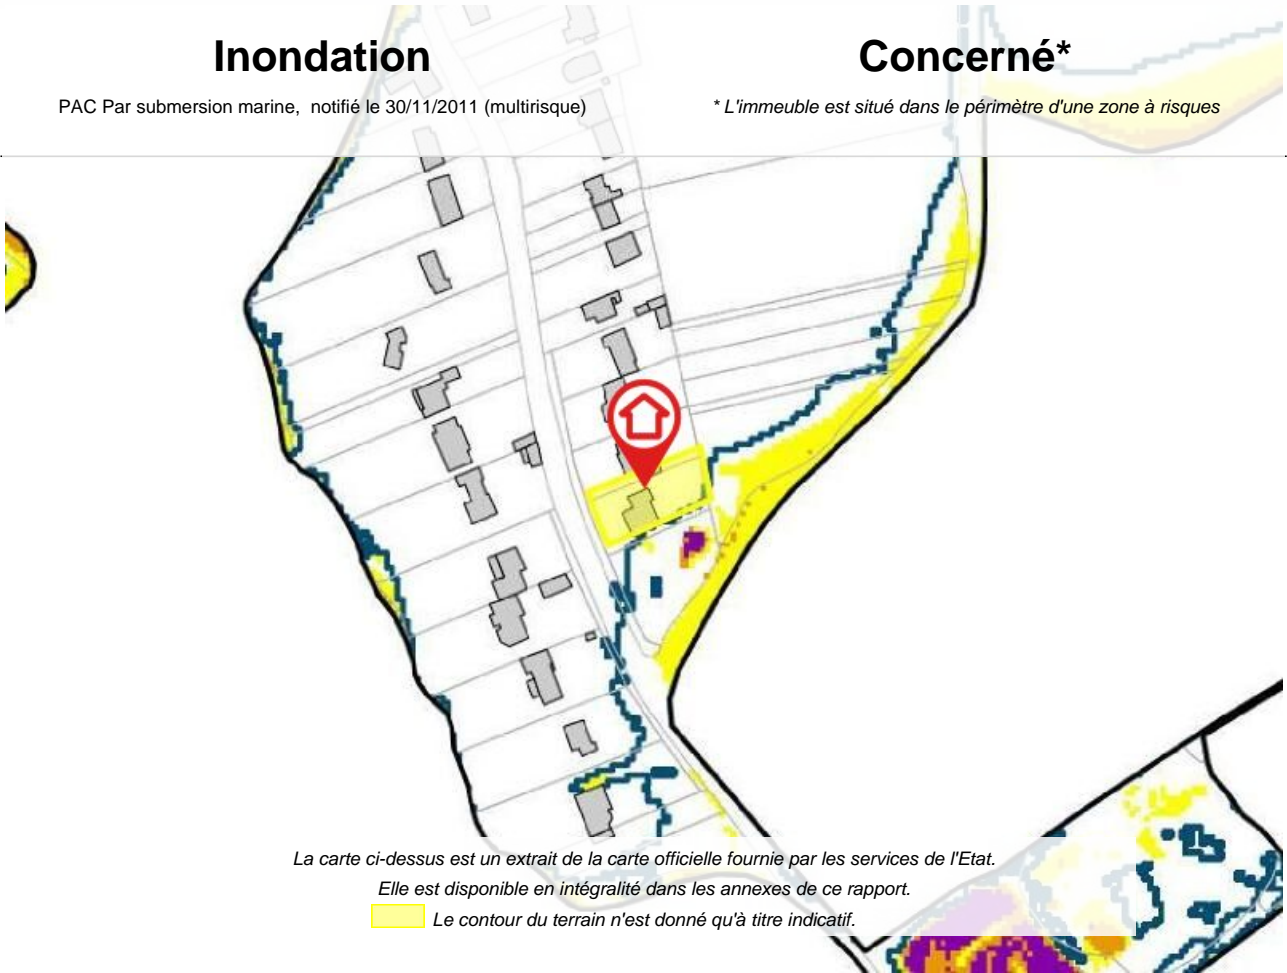 Inondation
Concerné*
PAC Par submersion marine, notifié le 30/11/2011 (multirisque)
* L'immeuble est situé dans le périmètre d'une zone à risques
La carte ci-dessus est un extrait de la carte officielle fournie par les services de l'Etat.
Elle est disponible en intégralité dans les annexes de ce rapport.
Le contour du terrain n'est donné qu'à titre indicatif.